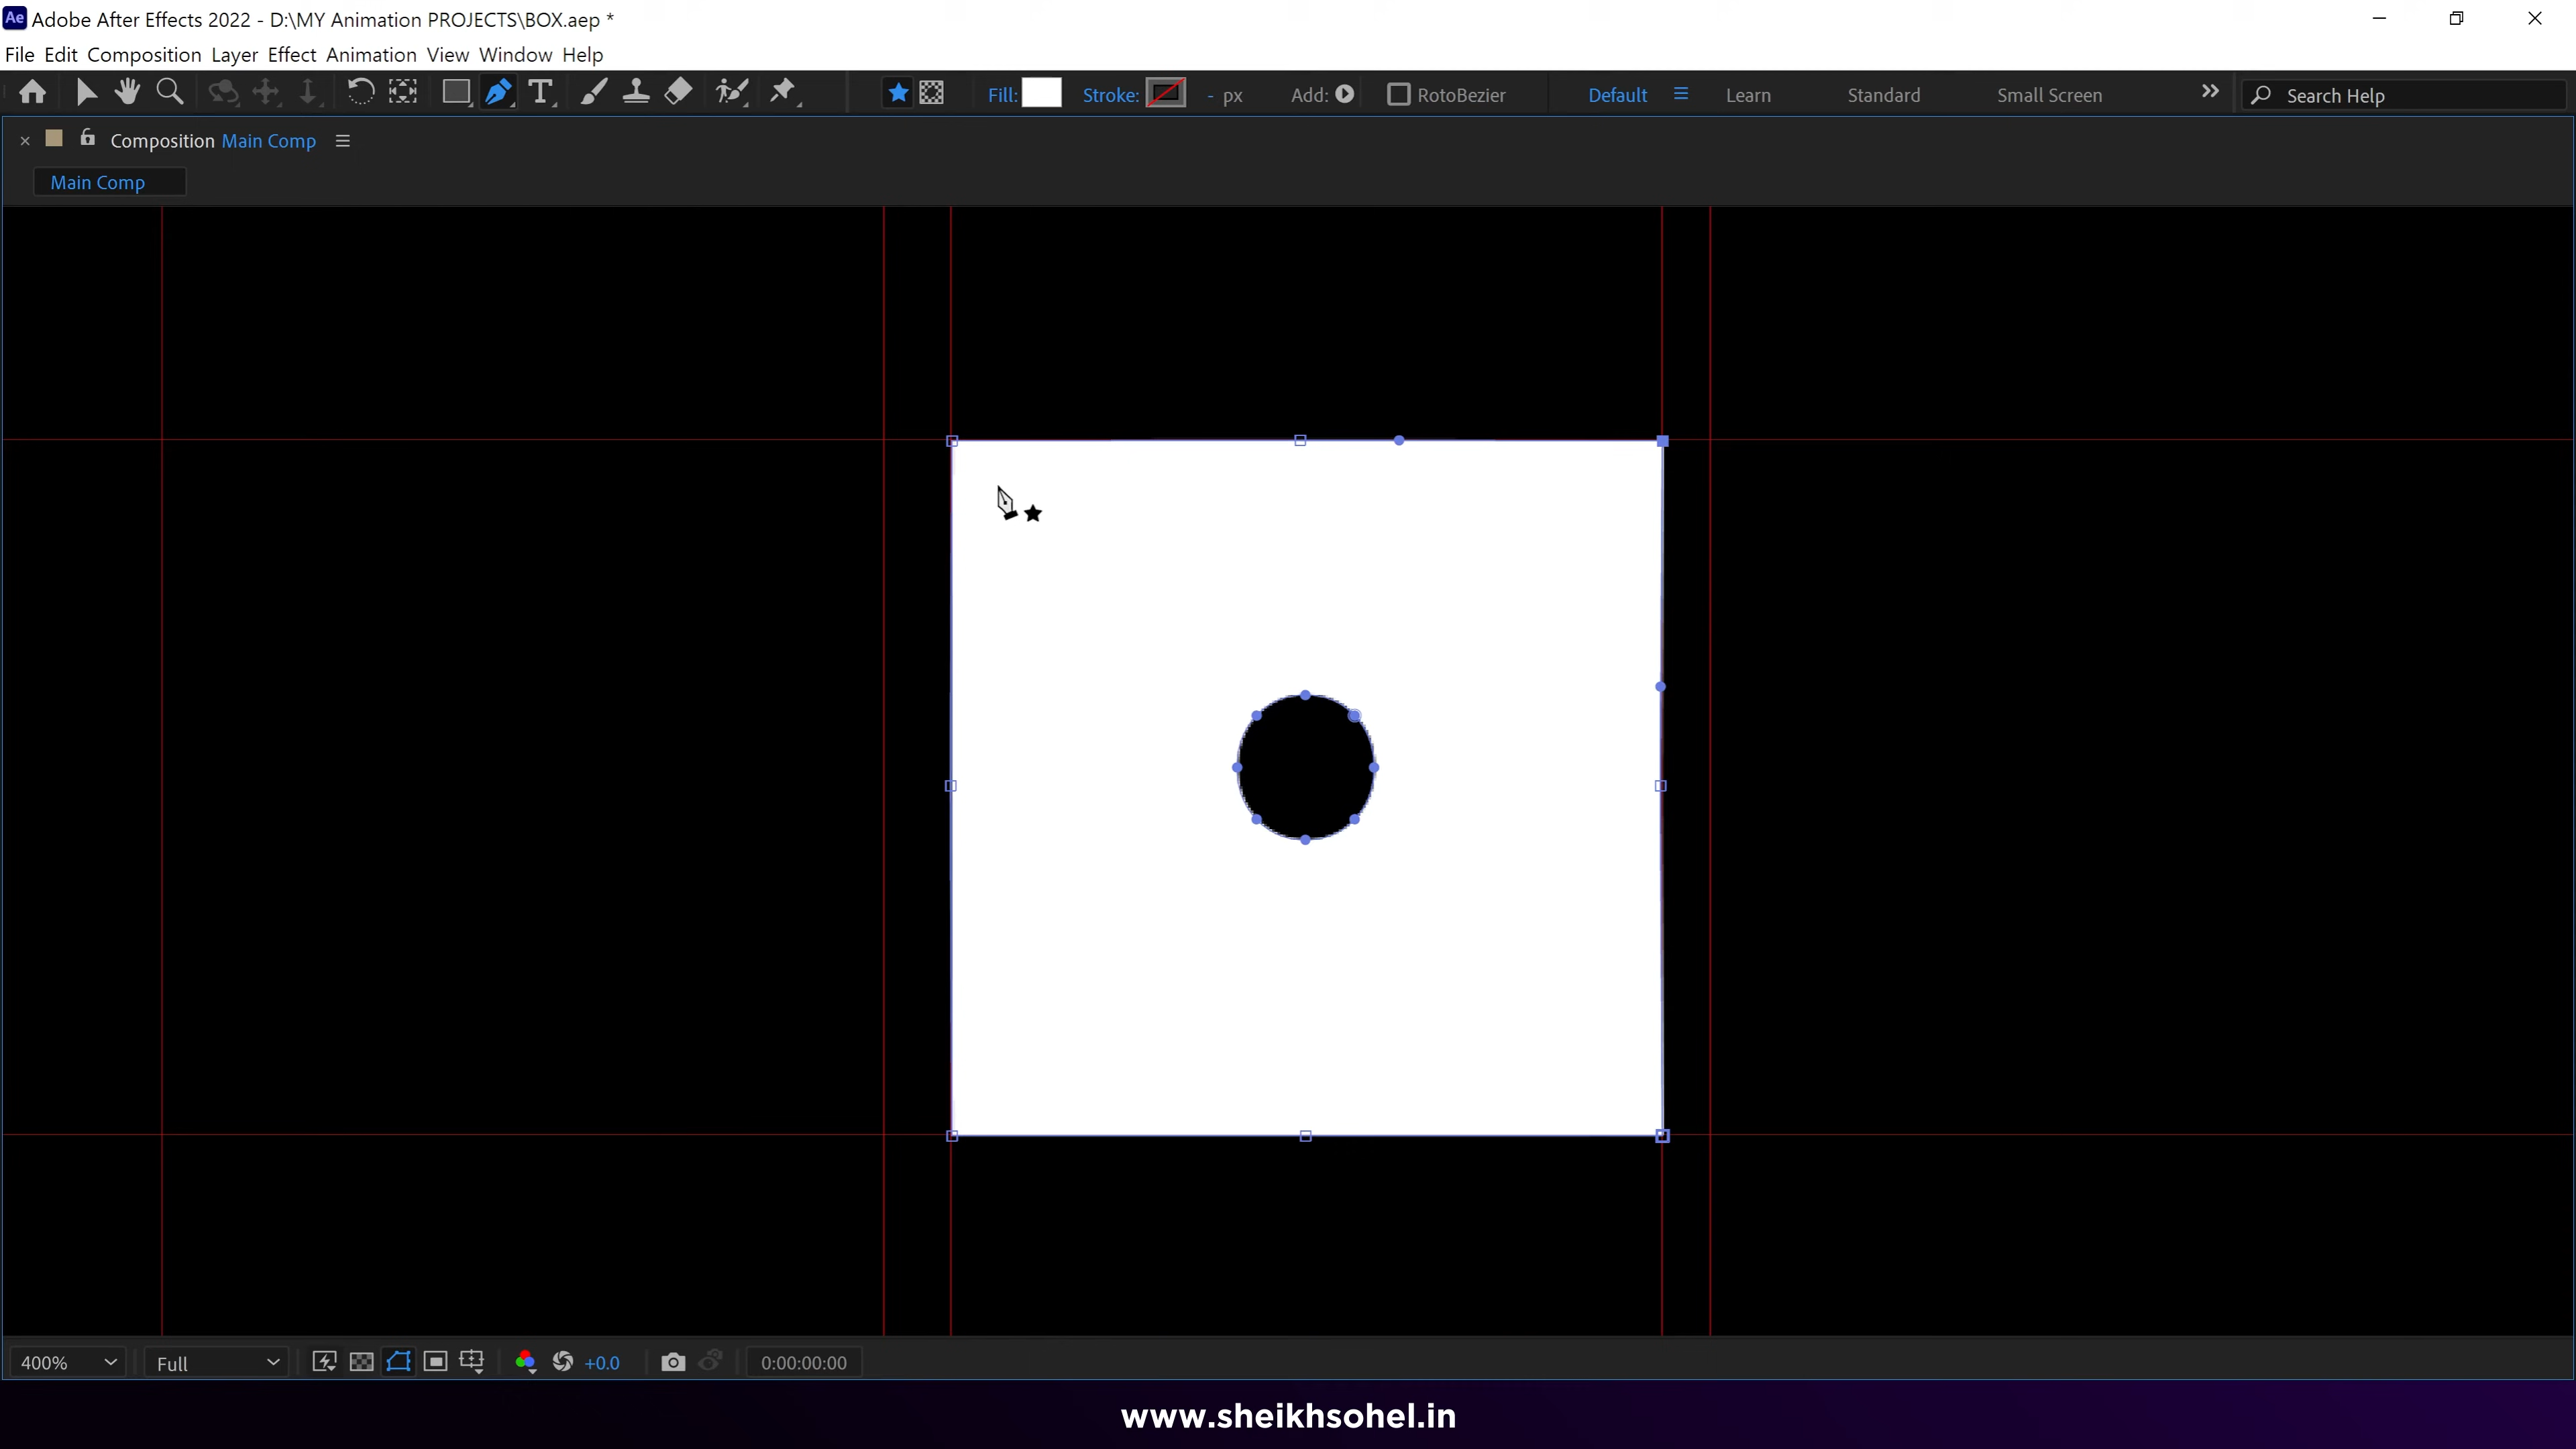 Ae Adobe After Effects 2022 - D:\MY Animation PROJECTS\BOX.aep *
File Edit Composition Layer Effect Animation View Window Help
T Fill: Stroke: - px Add: RotoBezier Default Learn Standard Small Screen Search Help
Composition Main Comp
Main Comp
400% Full +0.0 0:00:00:00
www.sheikhsohel.in